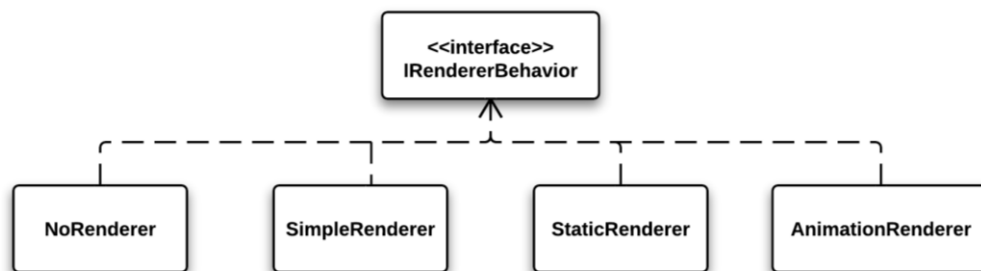 <<interface>>
IRendererBehavior
NoRenderer
SimpleRenderer
StaticRenderer
AnimationRenderer